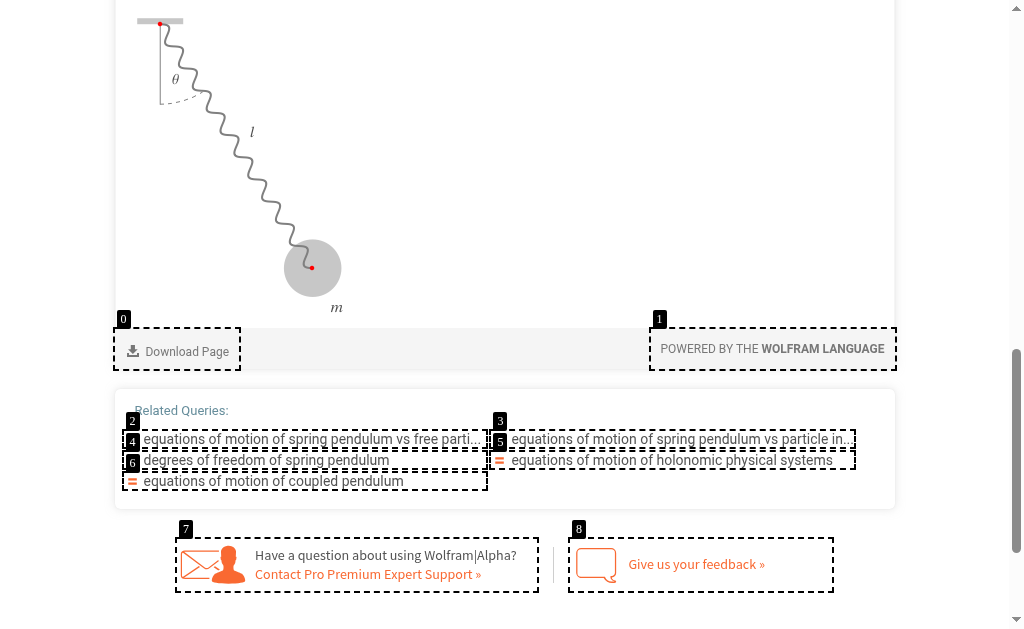 θ
l
m
0
1
Download Page
POWERED BY THE WOLFRAM LANGUAGE
Related Queries:
2
3
equations of motion of spring pendulum vs free parti...
equations of motion of spring pendulum vs particle in...
4
5
degrees of freedom of spring pendulum
= equations of motion of holonomic physical systems
6
= equations of motion of coupled pendulum
7
8
Have a question about using Wolfram|Alpha?
Contact Pro Premium Expert Support »
Give us your feedback »